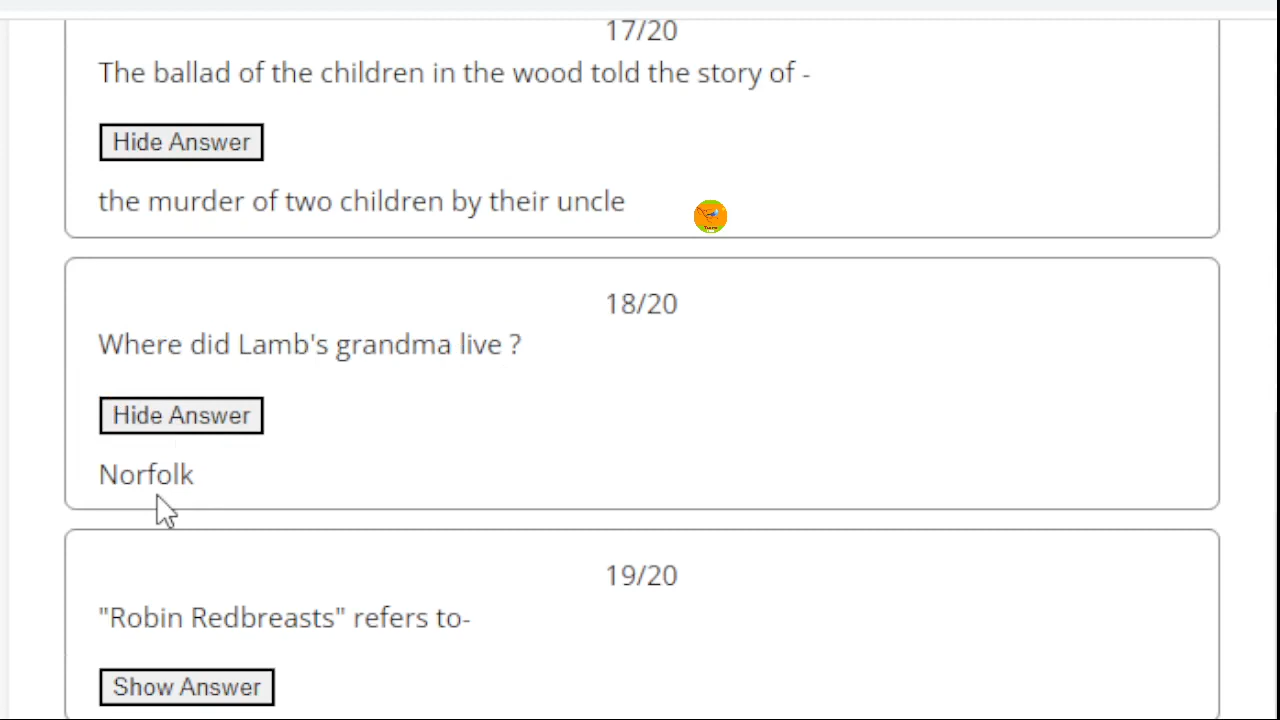 17/20
The ballad of the children in the wood told the story of -
Hide Answer
the murder of two children by their uncle
18/20
Where did Lamb's grandma live ?
Hide Answer
Norfolk
19/20
"Robin Redbreasts" refers to-
Show Answer